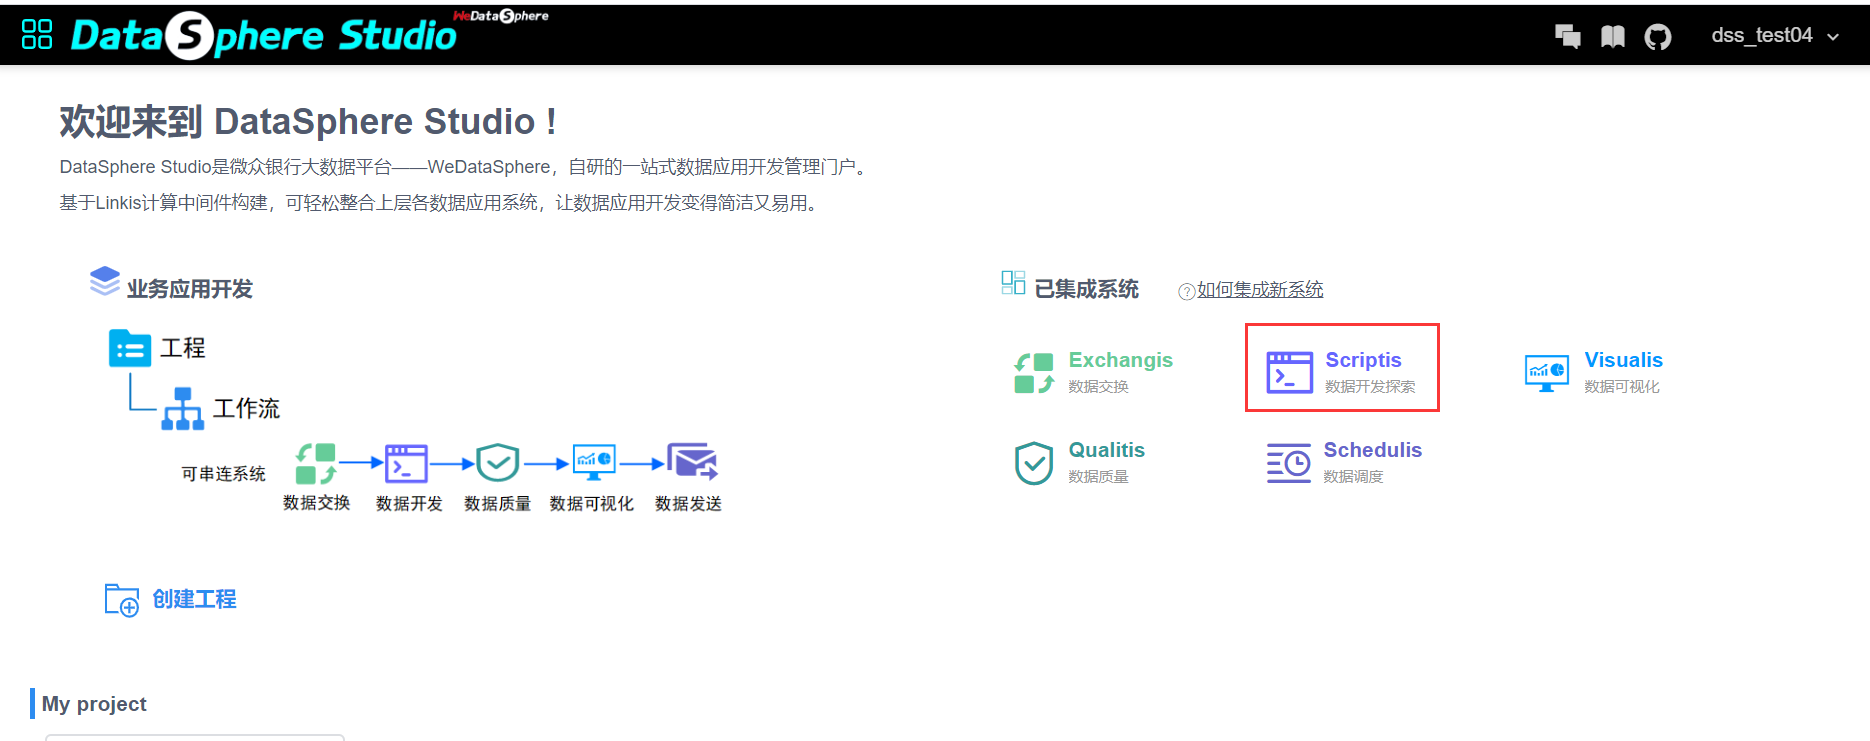 DataSphere Studio
WeDataSphere
dss_test04
欢迎来到 DataSphere Studio !
DataSphere Studio是微众银行大数据平台——WeDataSphere，自研的一站式数据应用开发管理门户。
基于Linkis计算中间件构建，可轻松整合上层各数据应用系统，让数据应用开发变得简洁又易用。
业务应用开发
工程
工作流
可串连系统
数据交换 数据开发 数据质量 数据可视化 数据发送
创建工程
已集成系统 ?如何集成新系统
Exchangis
数据交换
Scriptis
数据开发探索
Visualis
数据可视化
Qualitis
数据质量
Schedulis
数据调度
My project